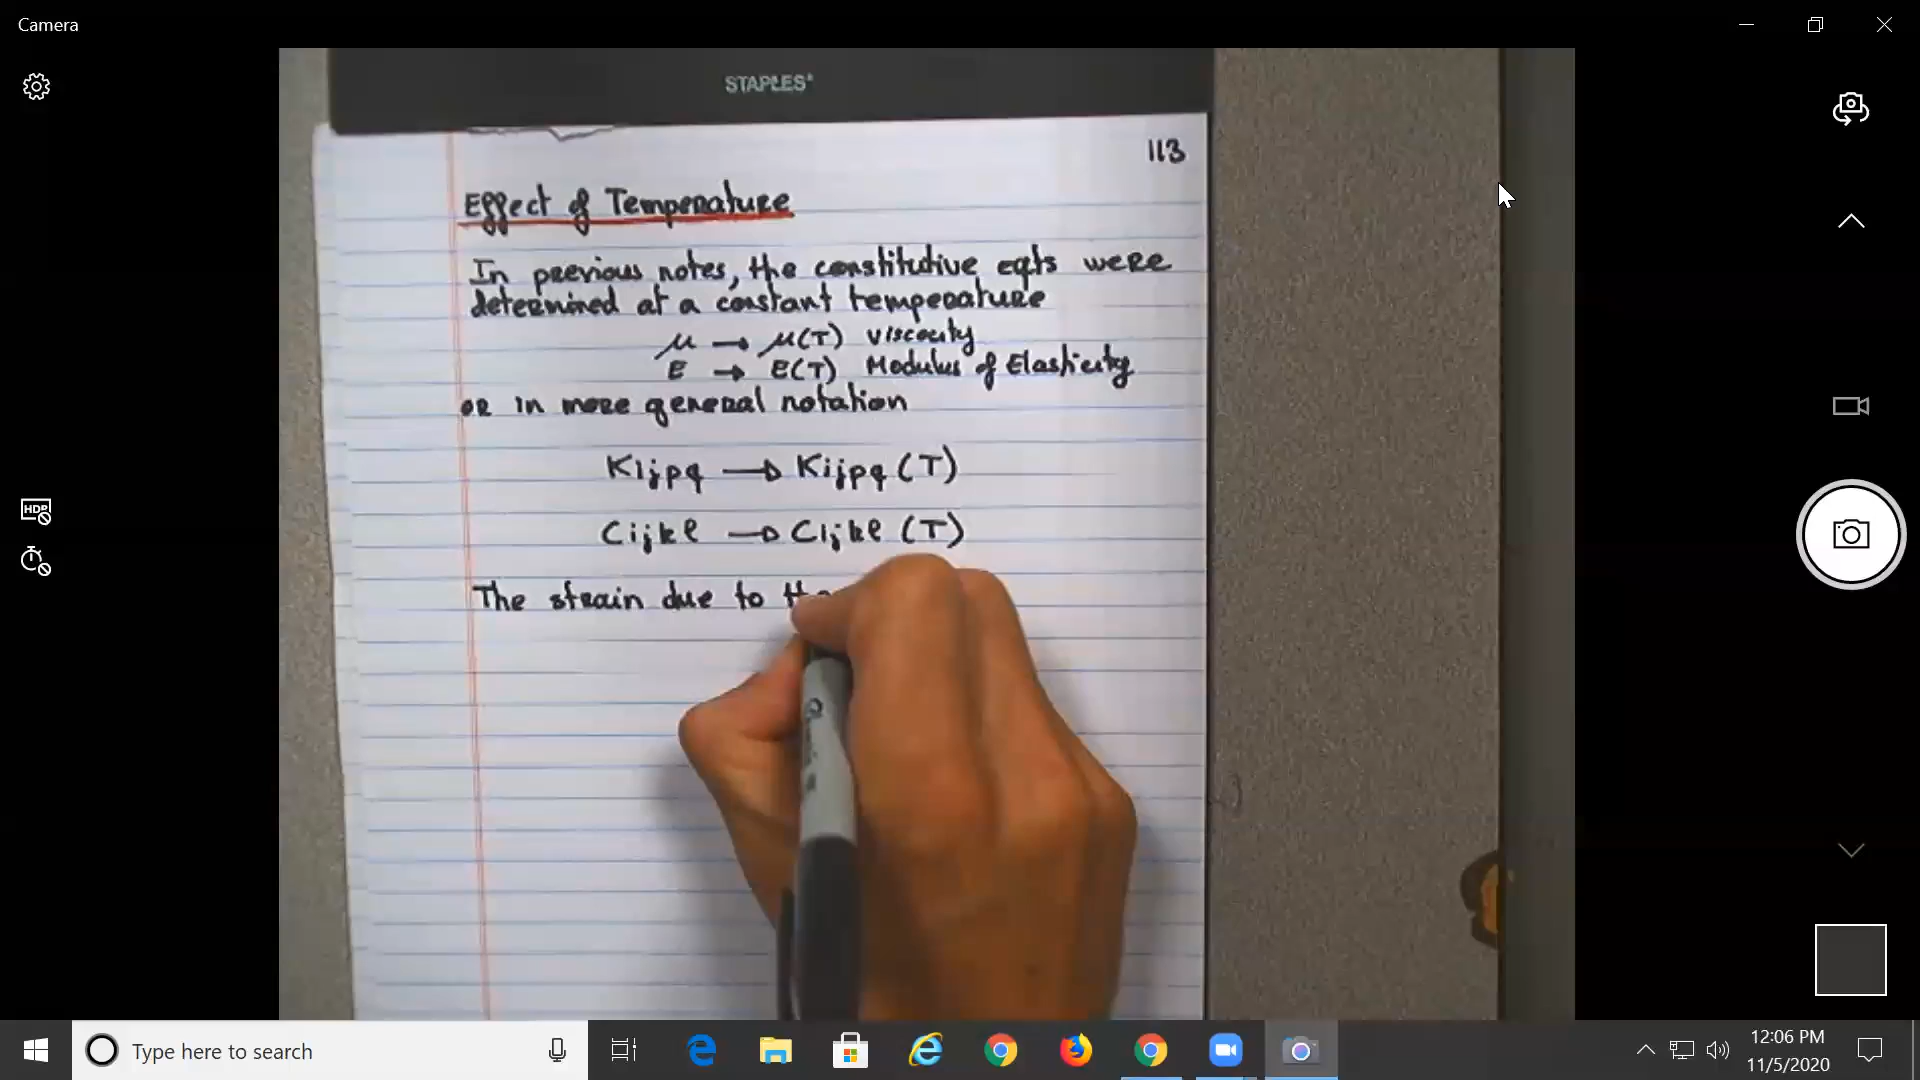 Camera
STAPLES
113
Effect of Temperature
In previous notes, the constitutive eqts were
determined at a constant temperature
μ → μ(T) viscosity
E → E(T) Modulus of Elasticity
or in more general notation
Kijpq → Kijpq (T)
Cijkl → Cijkl (T)
The strain due to
HDR
Type here to search
12:06 PM
11/5/2020